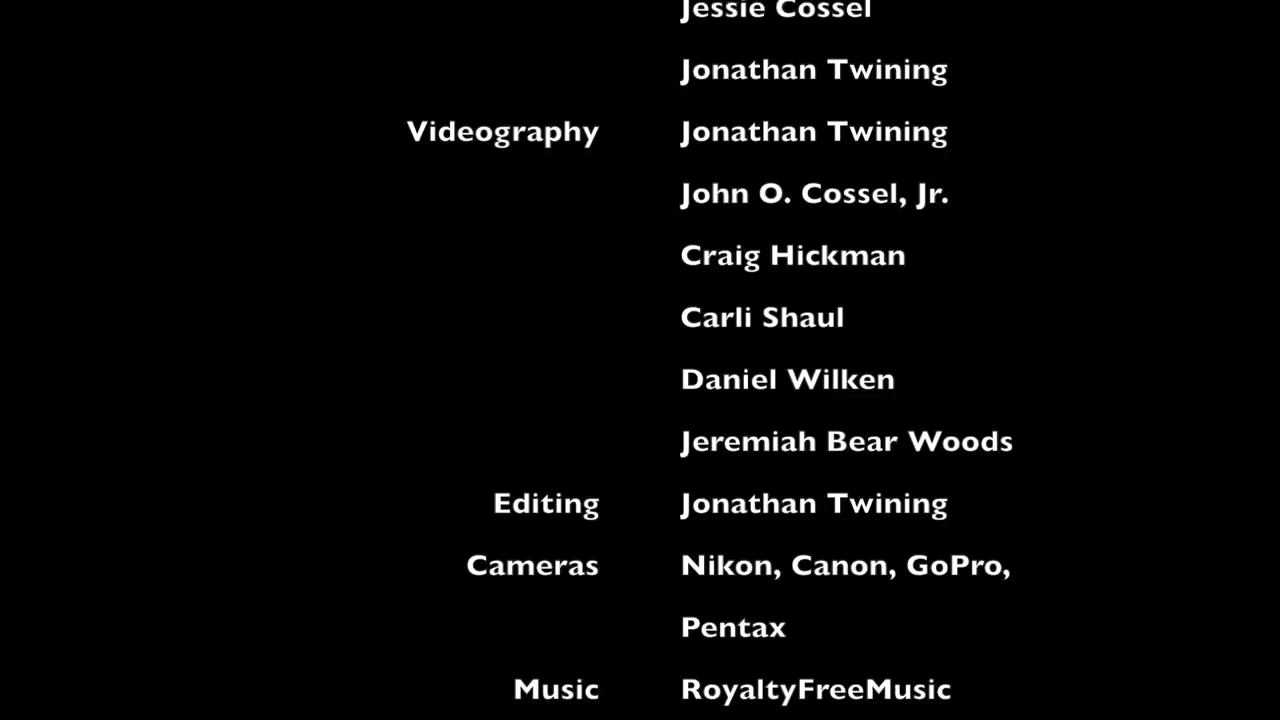 Jessie Cossel
Jonathan Twining
Videography Jonathan Twining
John O. Cossel, Jr.
Craig Hickman
Carli Shaul
Daniel Wilken
Jeremiah Bear Woods
Editing Jonathan Twining
Cameras Nikon, Canon, GoPro,
Pentax
Music RoyaltyFreeMusic